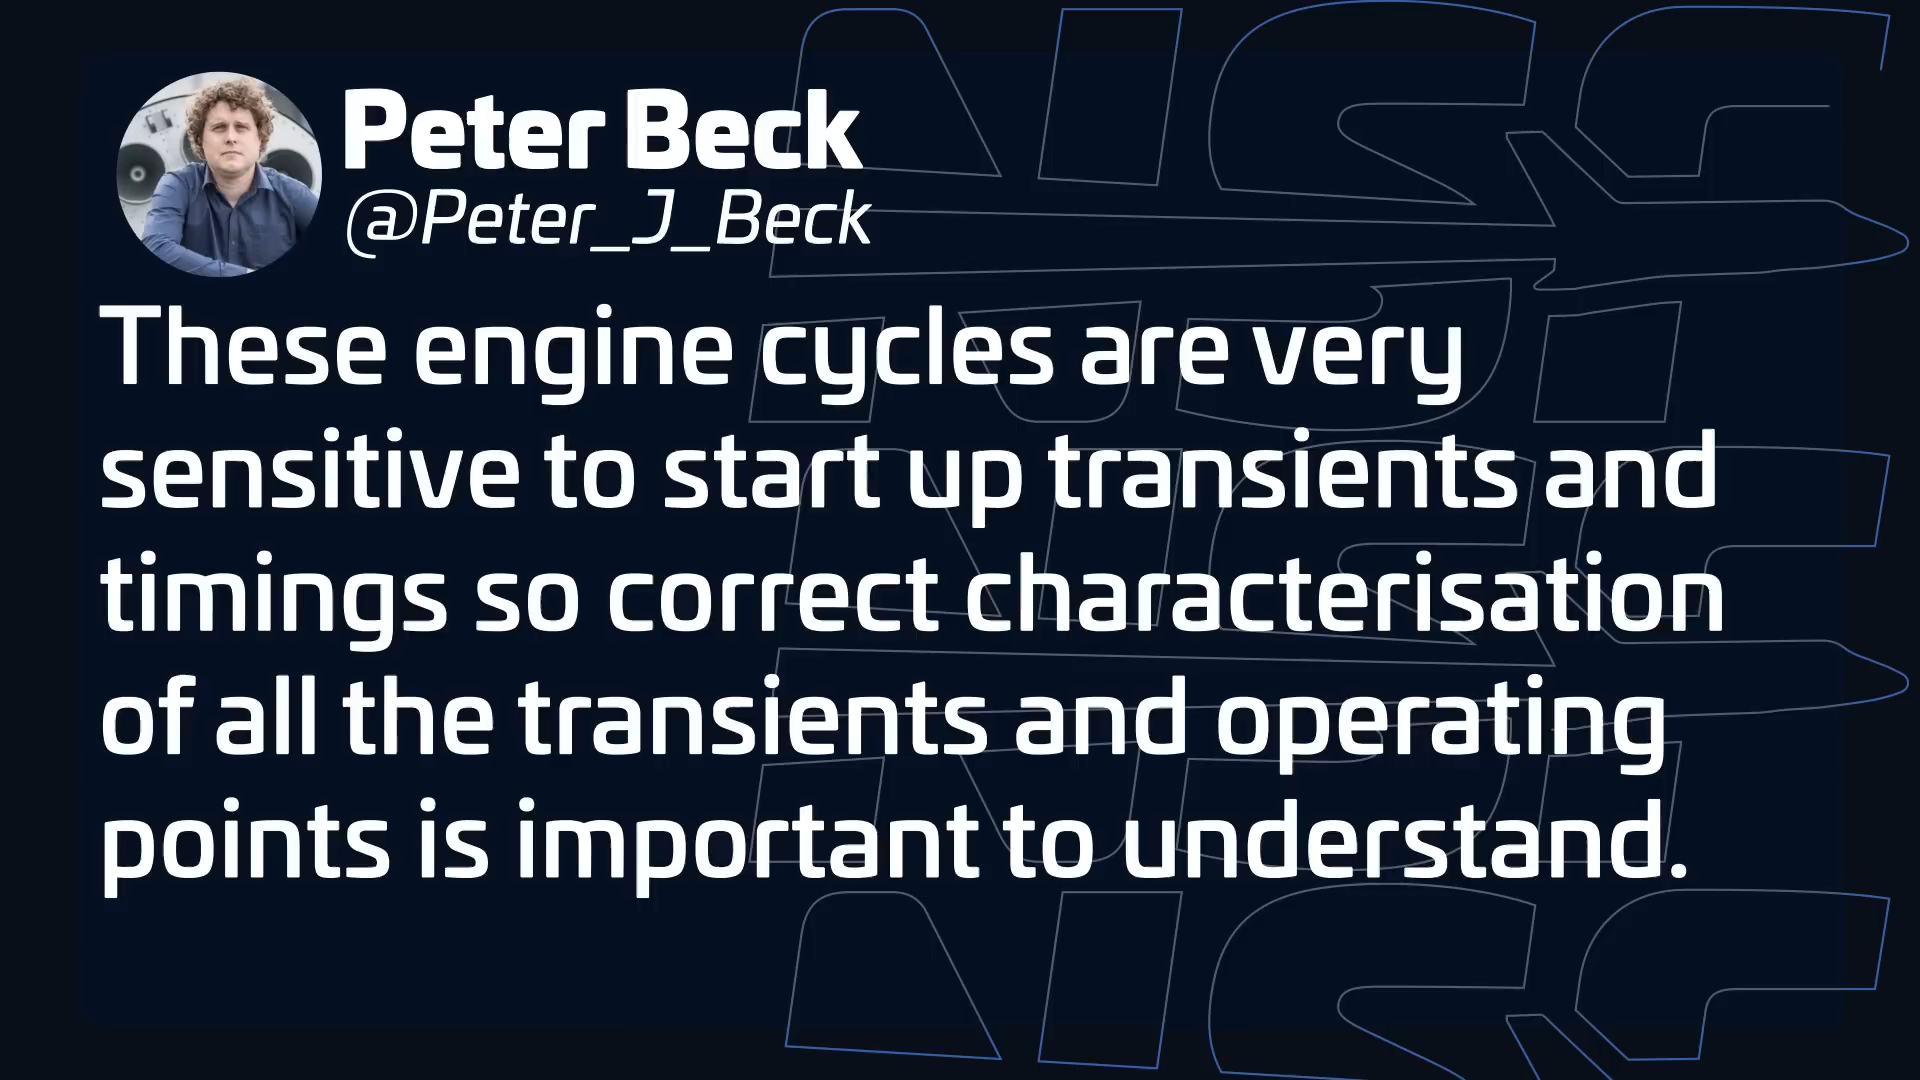 Peter Beck
@Peter_J_Beck
These engine cycles are very
sensitive to start up transients and
timings so correct characterisation
of all the transients and operating
points is important to understand.